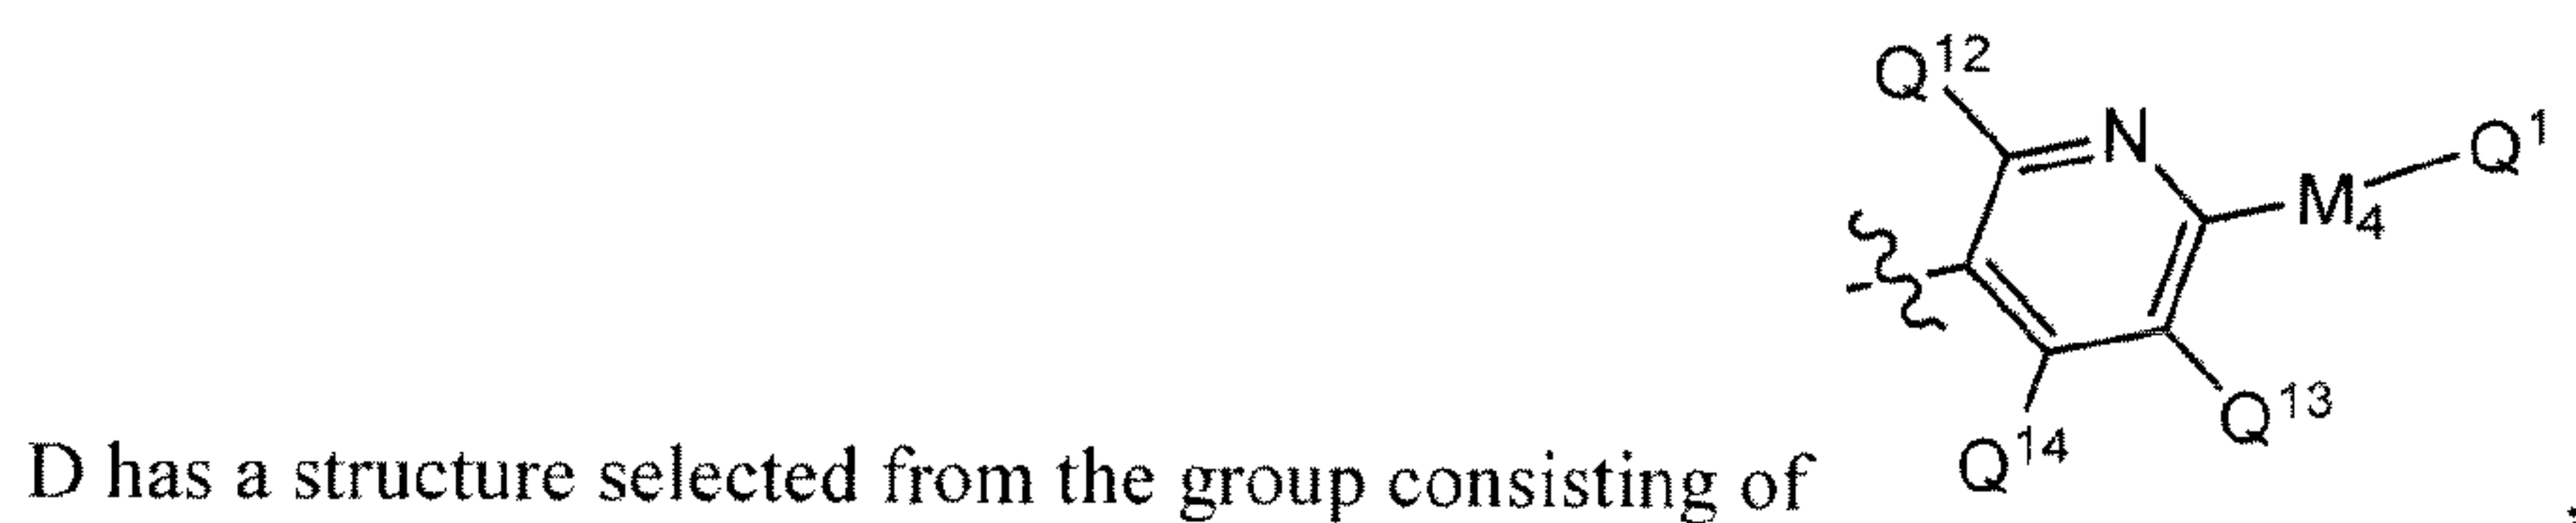 Q¹²
N
Q¹
M₄
Q¹³
Q¹⁴
D has a structure selected from the group consisting of ,